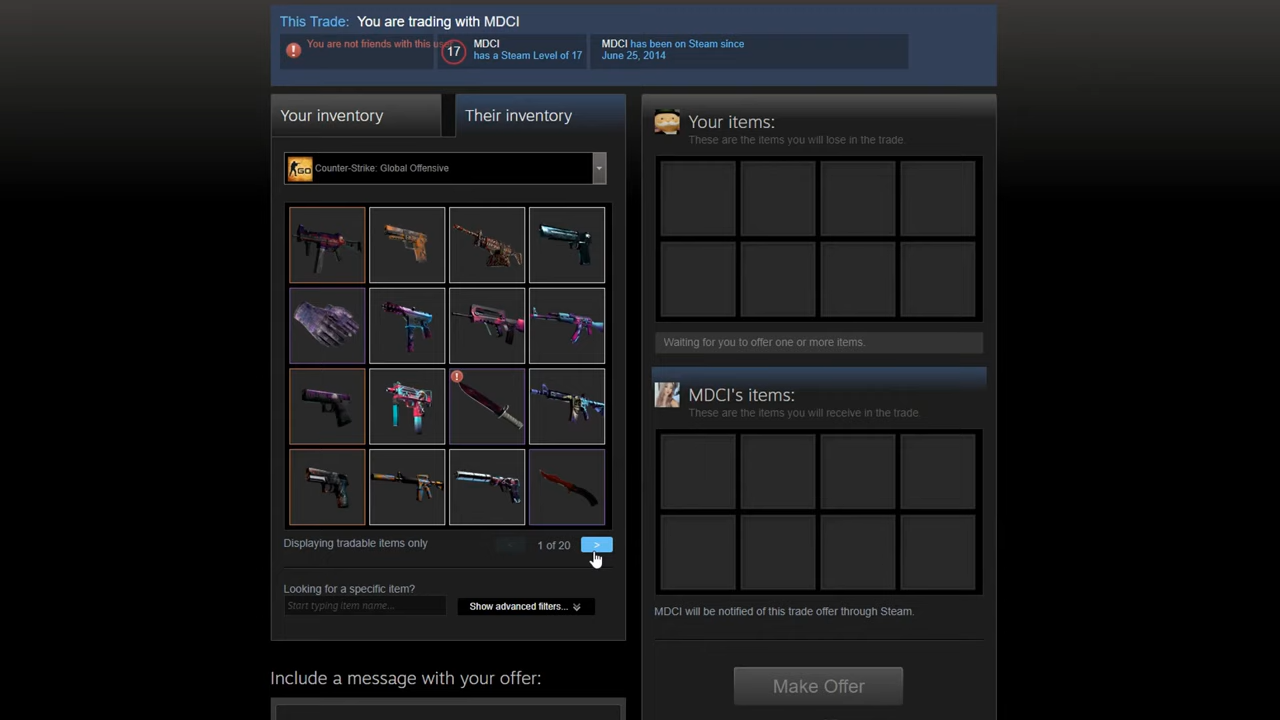 This Trade: You are trading with MDCI
You are not friends with this us
17
MDCI
has a Steam Level of 17
MDCI has been on Steam since
June 25, 2014
Your inventory
Their inventory
GO
Counter-Strike: Global Offensive
Displaying tradable items only
1 of 20
>
Looking for a specific item?
Start typing item name...
Show advanced filters...
Include a message with your offer:
Your items:
These are the items you will lose in the trade.
Waiting for you to offer one or more items.
MDCI's items:
These are the items you will receive in the trade.
MDCI will be notified of this trade offer through Steam.
Make Offer